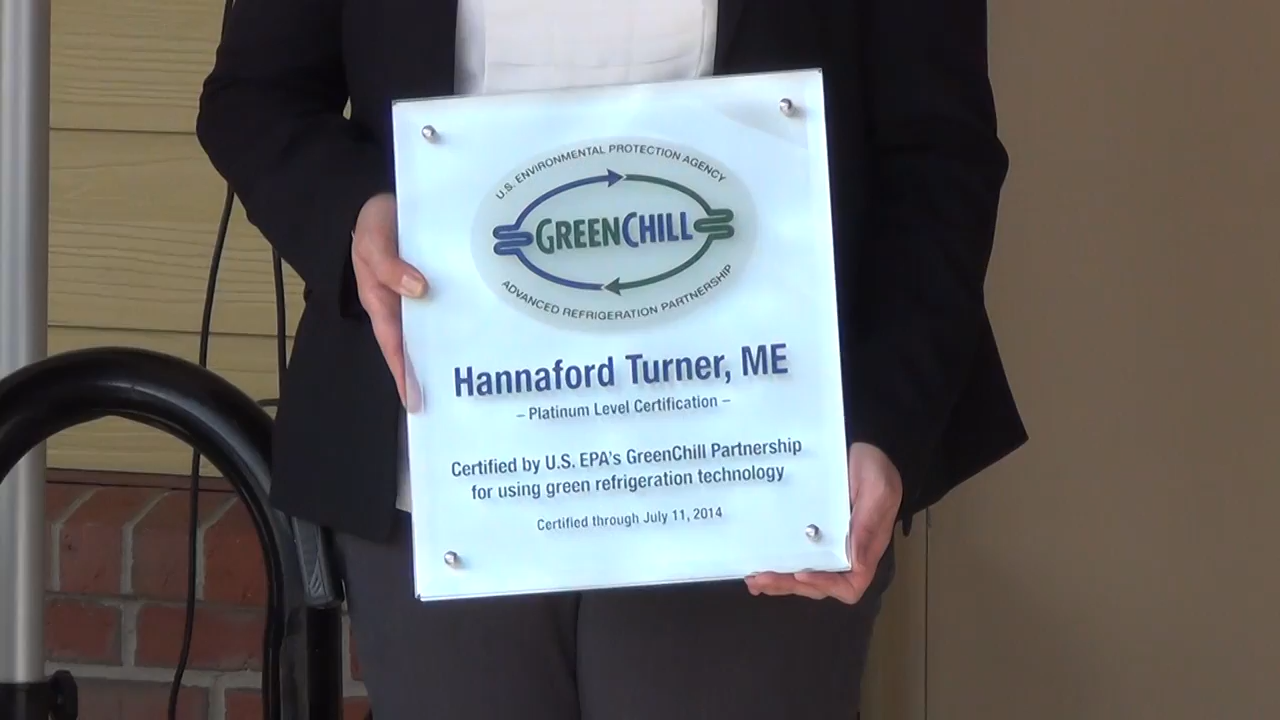 U.S. ENVIRONMENTAL PROTECTION AGENCY
GREENCHILL
ADVANCED REFRIGERATION PARTNERSHIP
Hannaford Turner, ME
– Platinum Level Certification –
Certified by U.S. EPA's GreenChill Partnership
for using green refrigeration technology
Certified through July 11, 2014